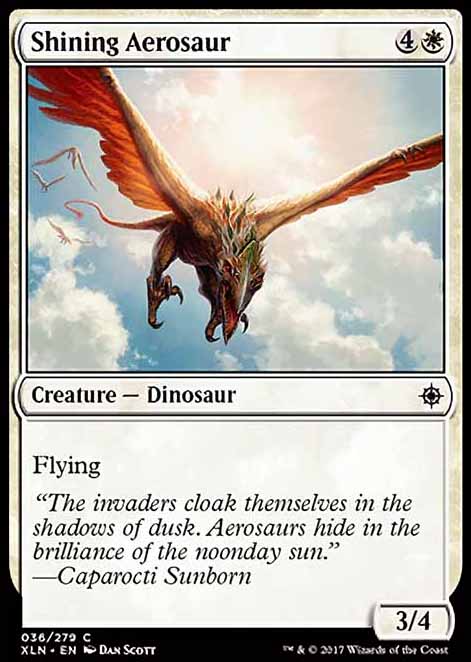 Shining Aerosaur 4
Creature — Dinosaur
Flying
“The invaders cloak themselves in the
shadows of dusk. Aerosaurs hide in the
brilliance of the noonday sun.”
—Caparocti Sunborn
3/4
036/279 C
XLN • EN Dan Scott
™ & © 2017 Wizards of the Coast